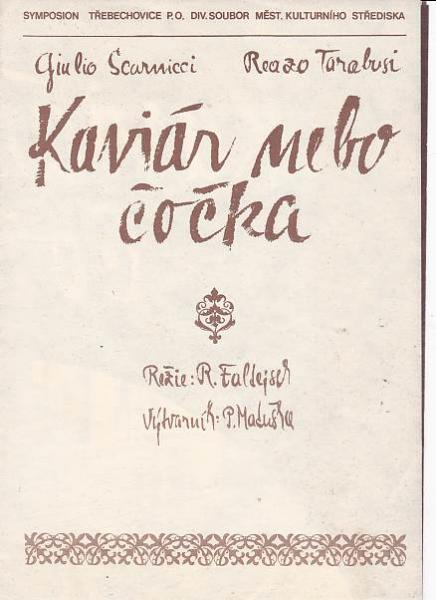 SYMPOSION TŘEBECHOVICE P.O. DIV. SOUBOR MĚST. KULTURNÍHO STŘEDISKA
Giulio Scarnicci Renzo Tarabusi
Kaviár nebo
čočka
Režie: R. Faltejsek
Výtvarník: P. Matuška